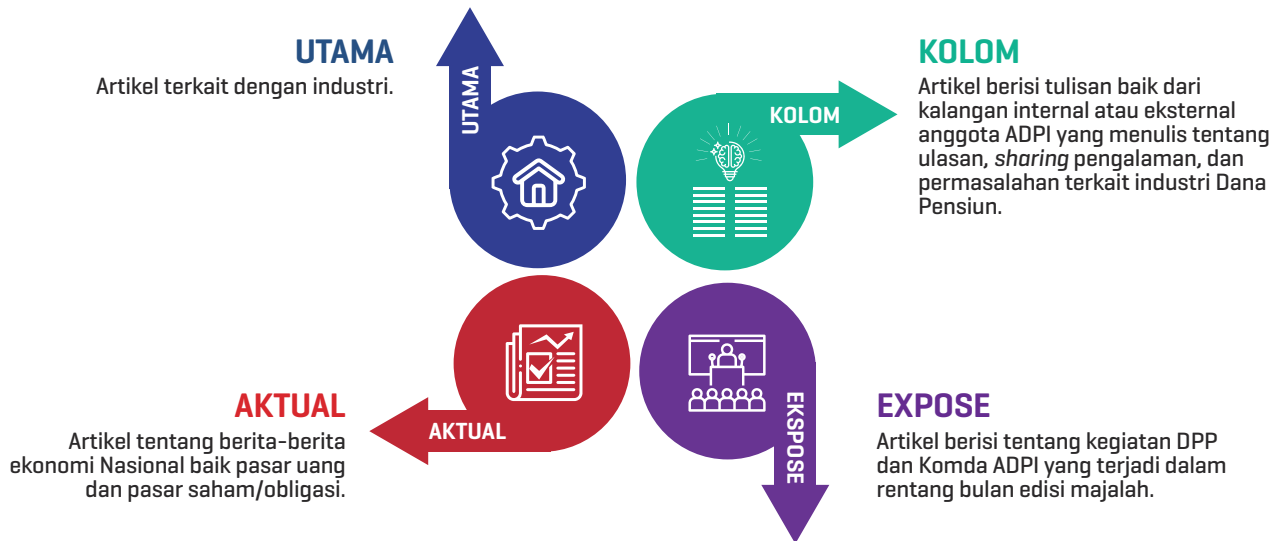 UTAMA
Artikel terkait dengan industri.
UTAMA
KOLOM
KOLOM
Artikel berisi tulisan baik dari
kalangan internal atau eksternal
anggota ADPI yang menulis tentang
ulasan, sharing pengalaman, dan
permasalahan terkait industri Dana
Pensiun.
AKTUAL
Artikel tentang berita-berita
ekonomi Nasional baik pasar uang
dan pasar saham/obligasi.
AKTUAL
EKSPOSE
EXPOSE
Artikel berisi tentang kegiatan DPP
dan Komda ADPI yang terjadi dalam
rentang bulan edisi majalah.